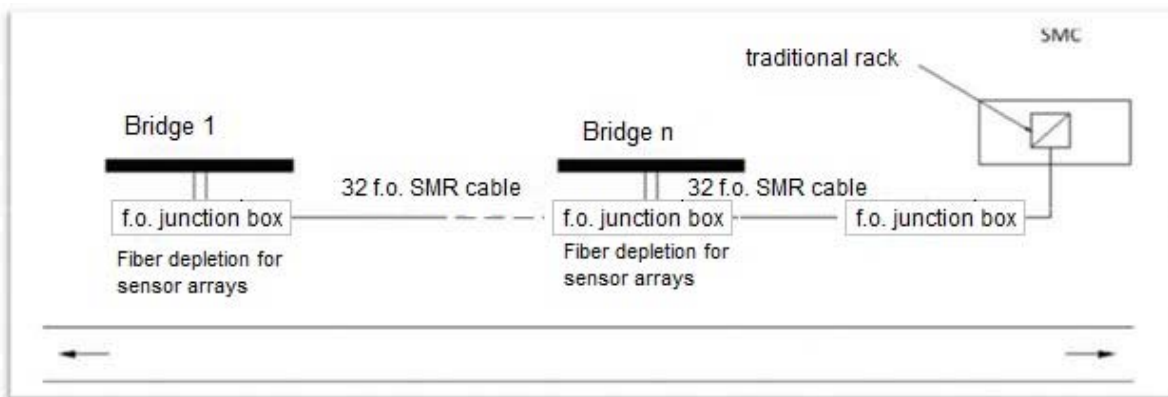 SMC
traditional rack
Bridge 1
Bridge n
32 f.o. SMR cable
32 f.o. SMR cable
f.o. junction box
f.o. junction box
f.o. junction box
Fiber depletion for
sensor arrays
Fiber depletion for
sensor arrays